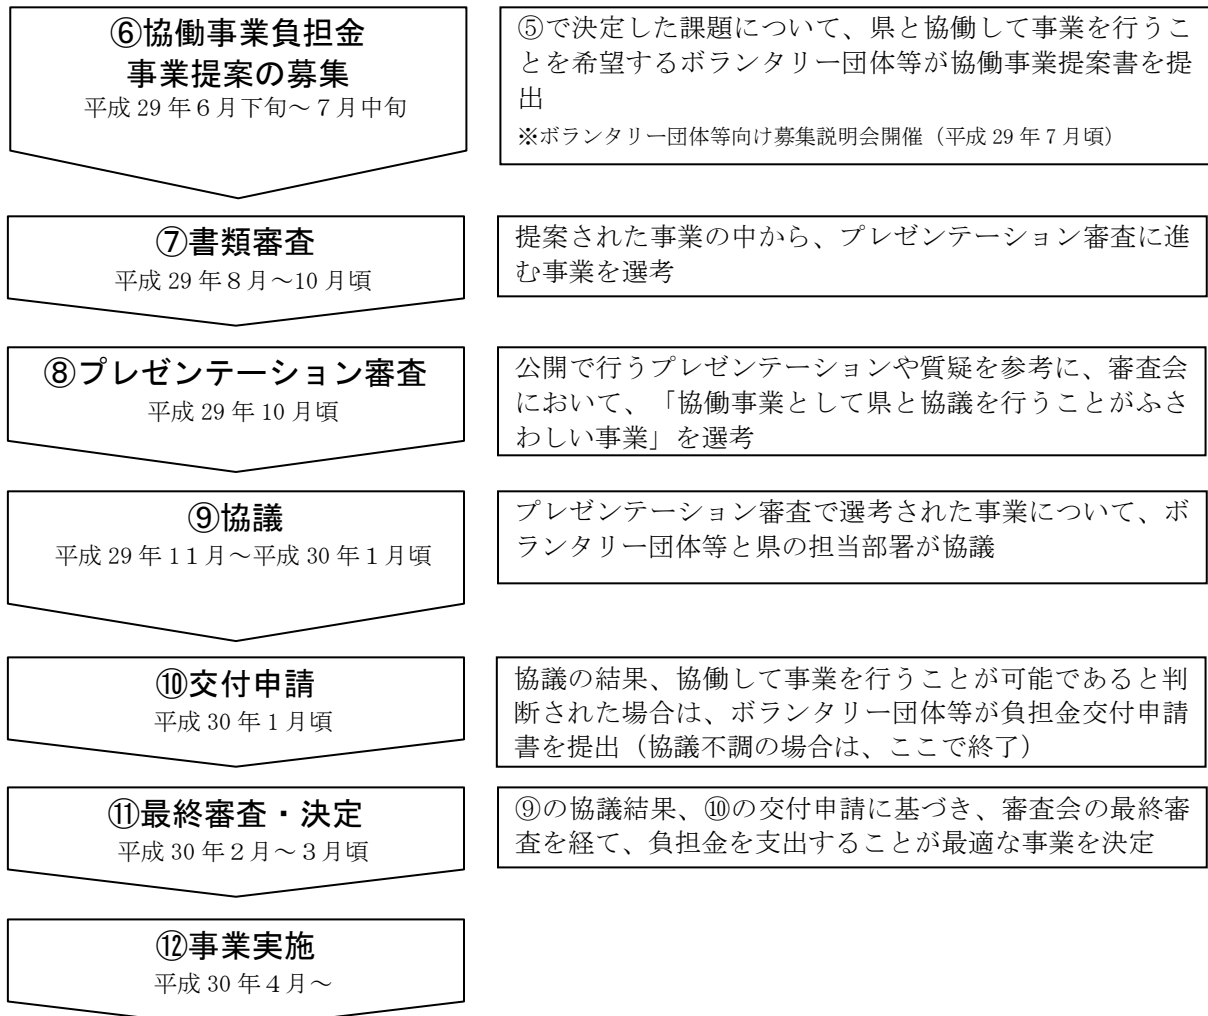 ⑥協働事業負担金
事業提案の募集
平成 29 年６月下旬～７月中旬
⑤で決定した課題について、県と協働して事業を行うこ
とを希望するボランタリー団体等が協働事業提案書を提
出
※ボランタリー団体等向け募集説明会開催（平成 29 年 7 月頃）
⑦書類審査
平成 29 年８月～10 月頃
提案された事業の中から、プレゼンテーション審査に進
む事業を選考
⑧プレゼンテーション審査
平成 29 年 10 月頃
公開で行うプレゼンテーションや質疑を参考に、審査会
において、「協働事業として県と協議を行うことがふさ
わしい事業」を選考
⑨協議
平成 29 年１１月～平成 30 年１月頃
プレゼンテーション審査で選考された事業について、ボ
ランタリー団体等と県の担当部署が協議
⑩交付申請
平成 30 年１月頃
協議の結果、協働して事業を行うことが可能であると判
断された場合は、ボランタリー団体等が負担金交付申請
書を提出（協議不調の場合は、ここで終了）
⑪最終審査・決定
平成 30 年２月～３月頃
⑨の協議結果、⑩の交付申請に基づき、審査会の最終審
査を経て、負担金を支出することが最適な事業を決定
⑫事業実施
平成 30 年４月～